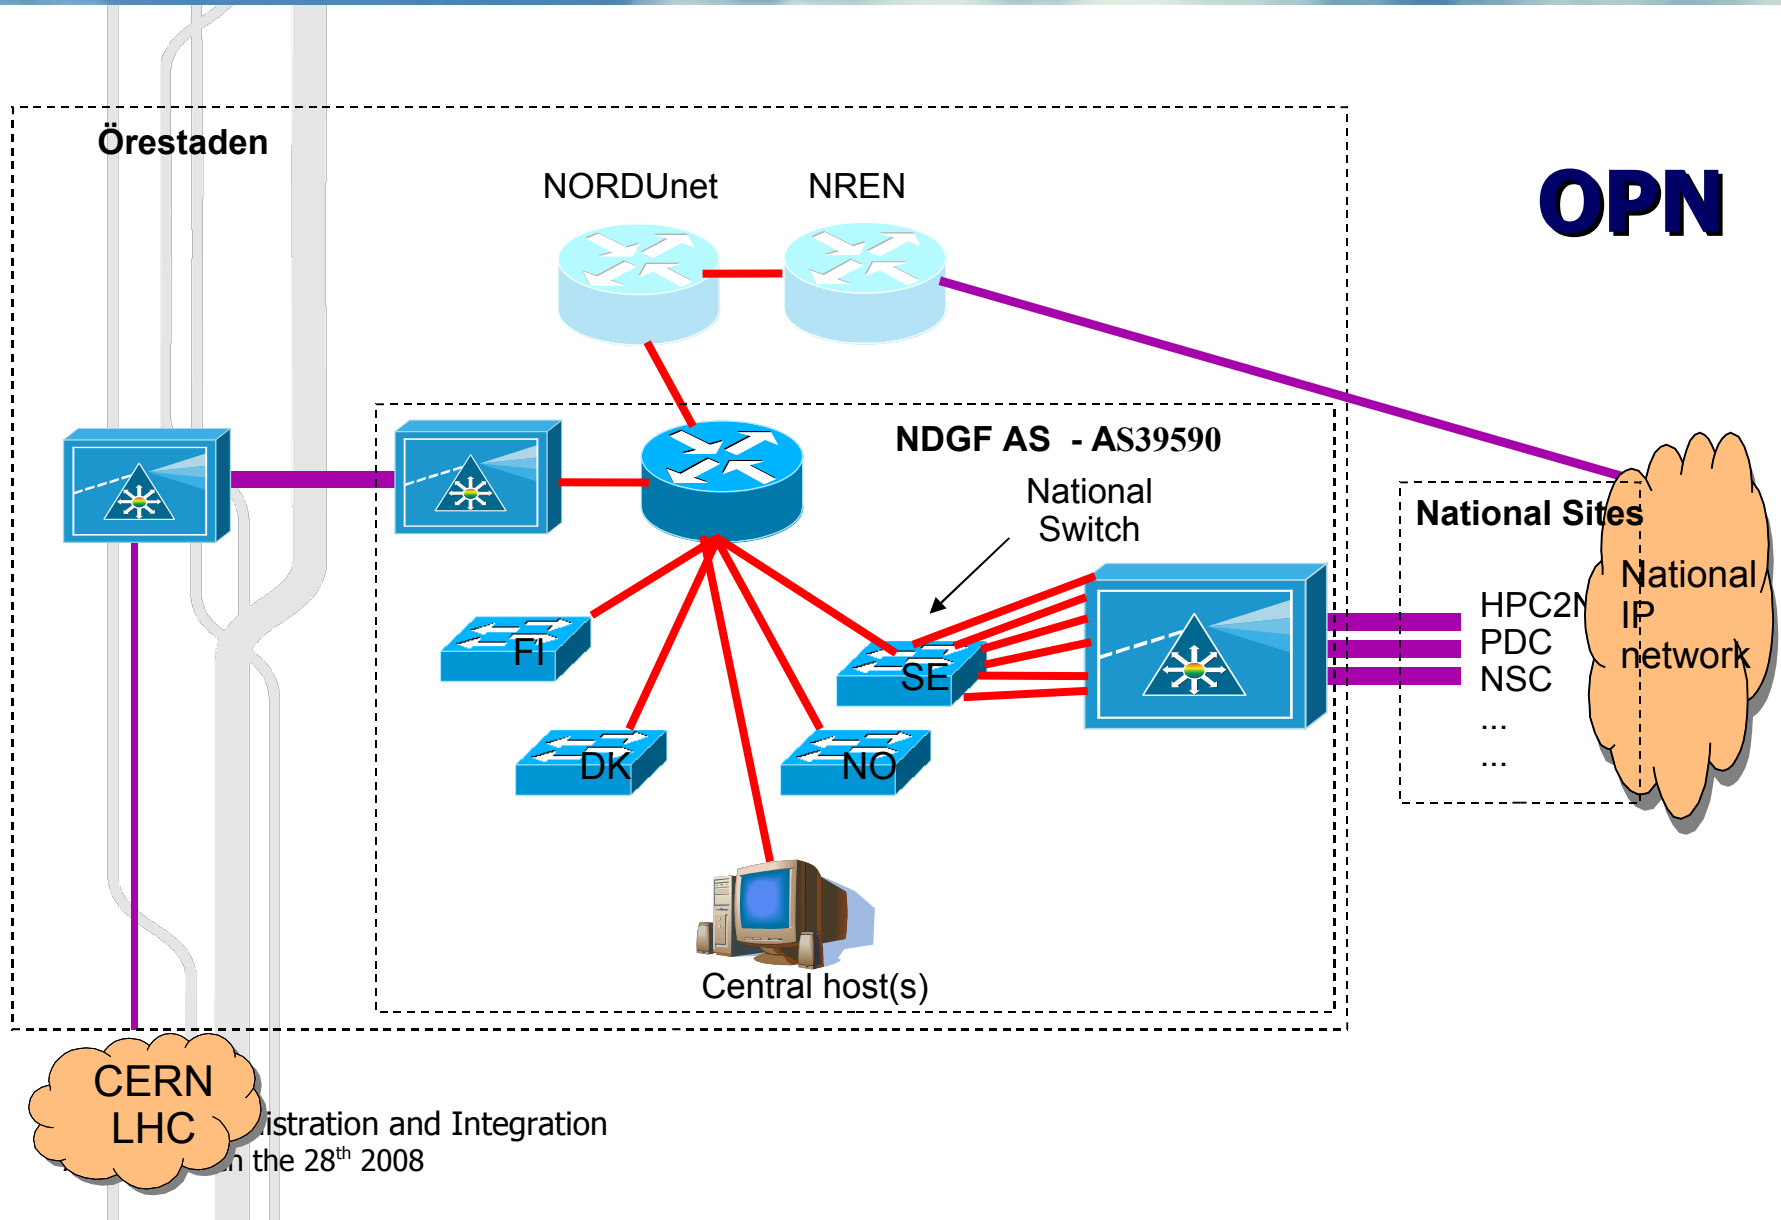 Örestaden
OPN
NORDUnet
NREN
NDGF AS - AS39590
National
Switch
National Sites
HPC2N
PDC
NSC
...
...
National
IP
network
FI
SE
DK
NO
Central host(s)
CERN
LHC
istration and Integration
the 28th 2008